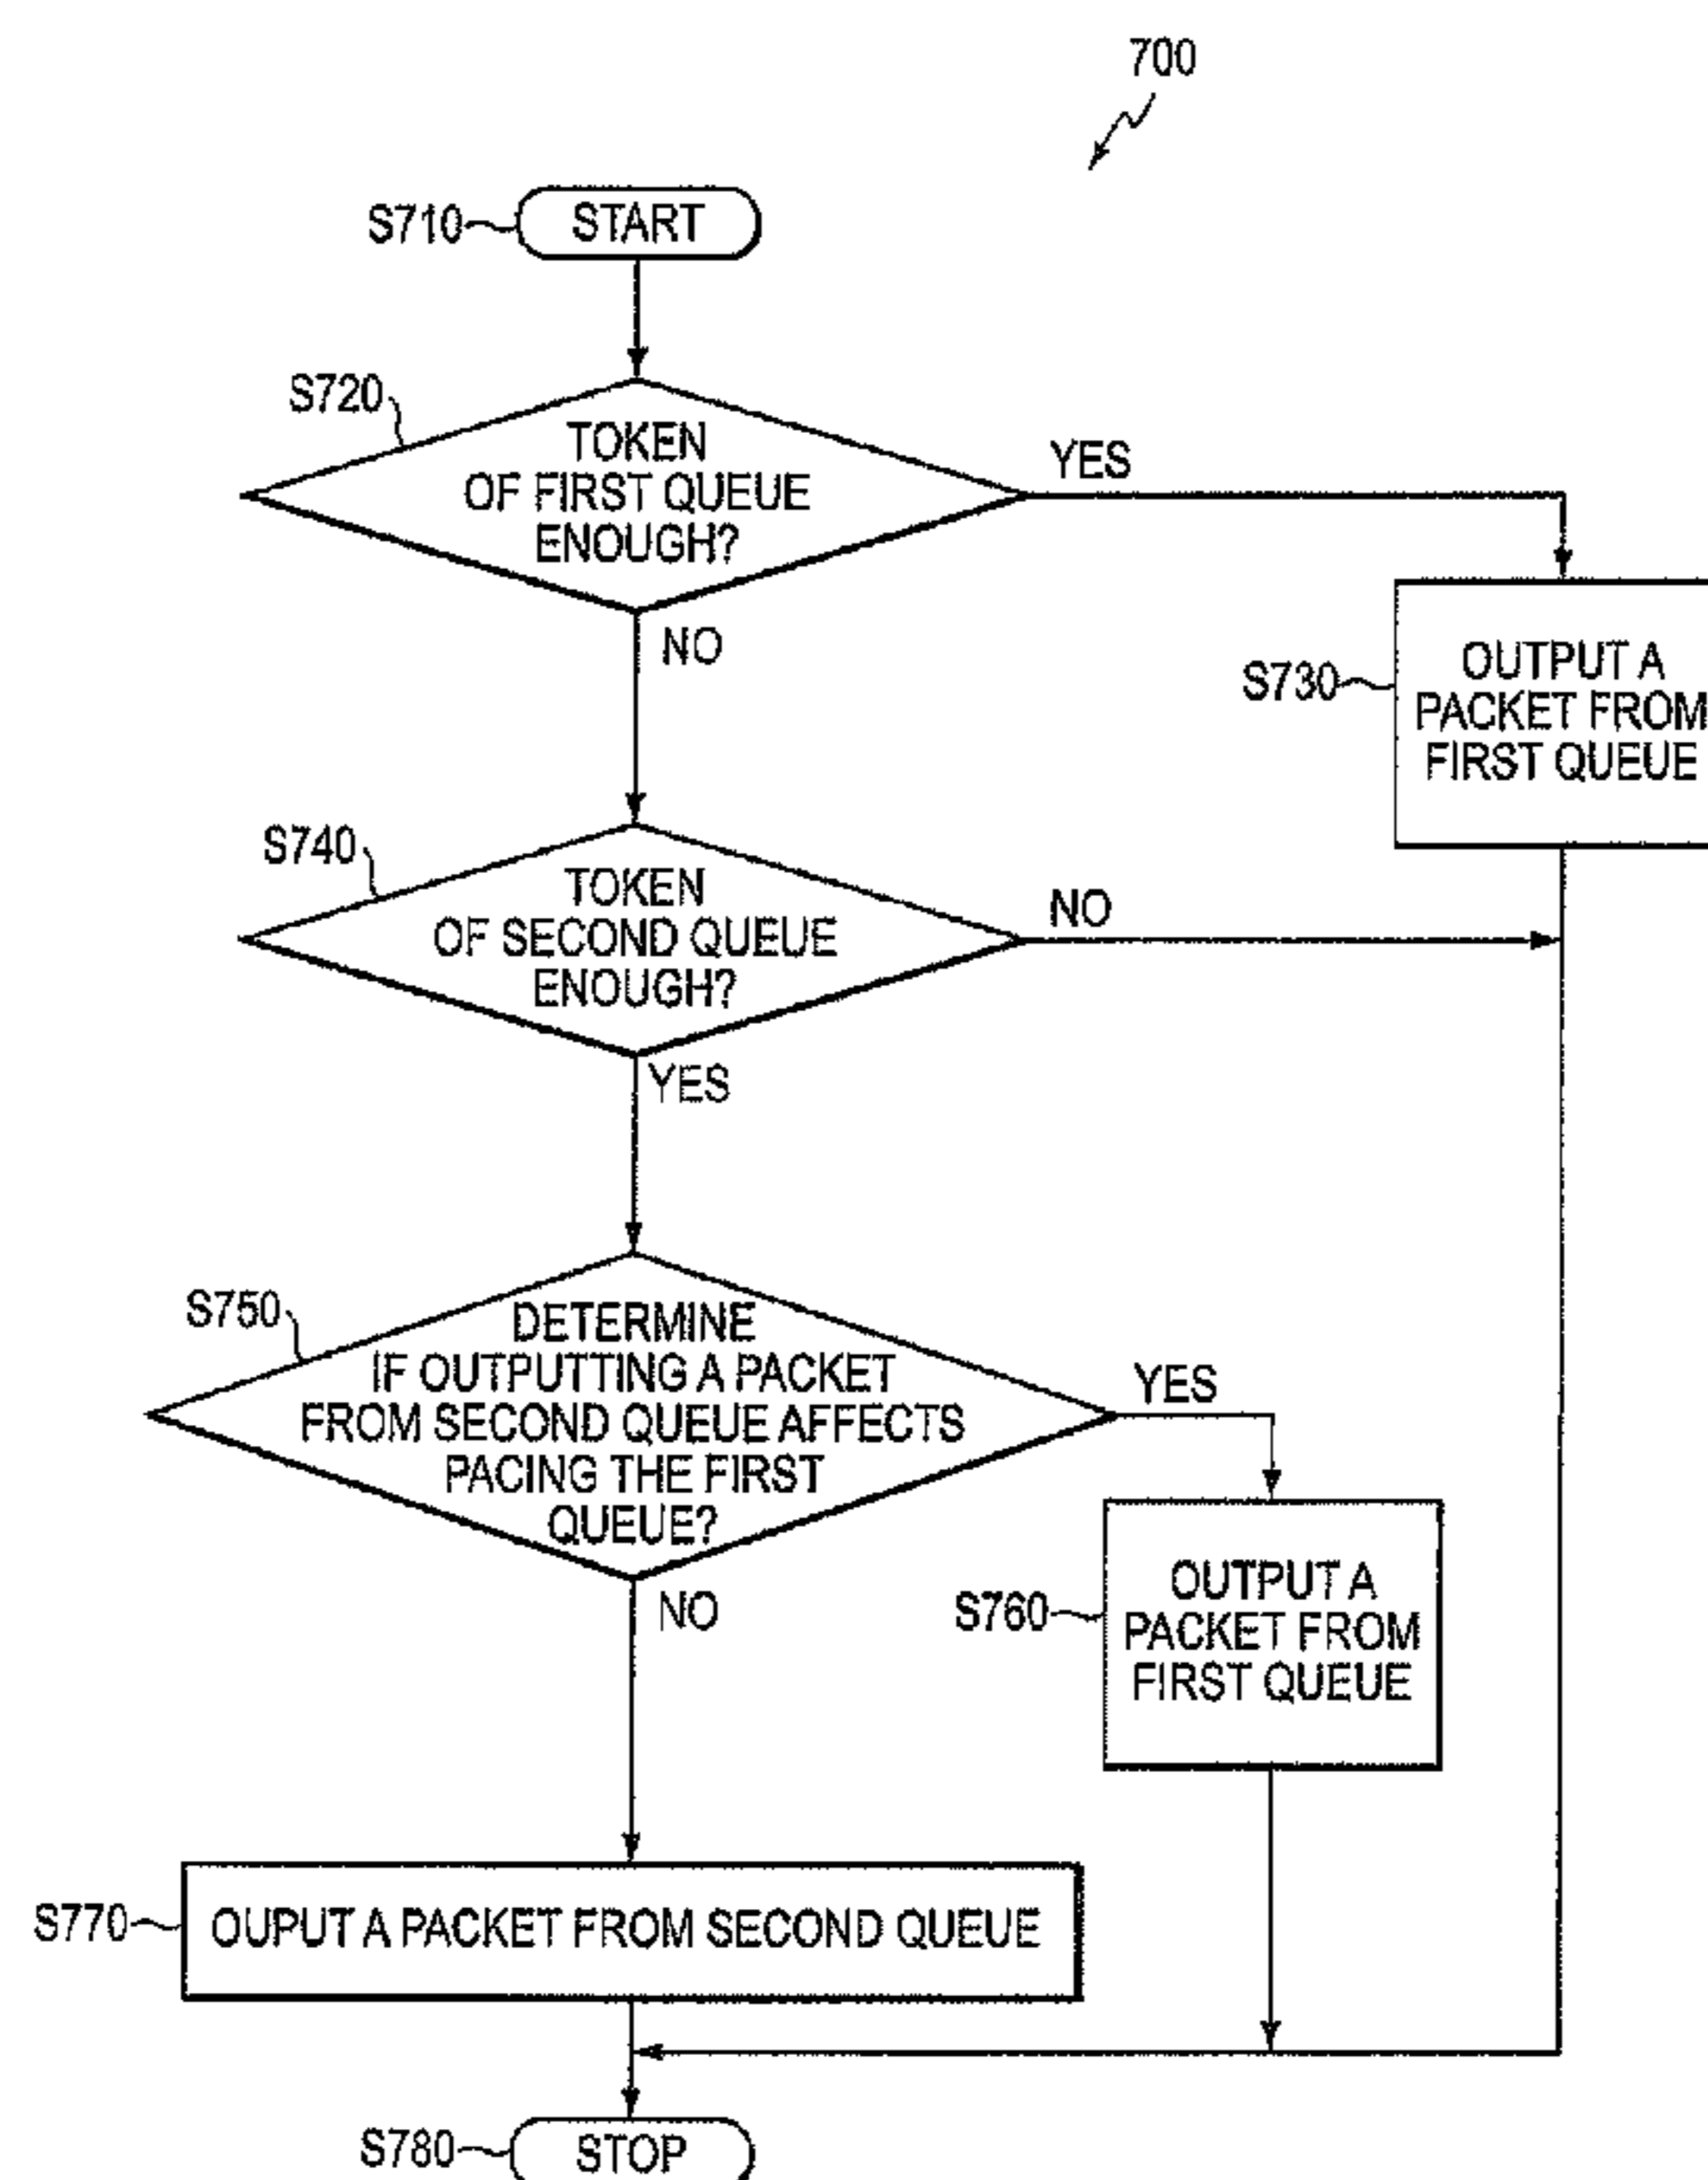 700
S710
START
S720
TOKEN
OF FIRST QUEUE
ENOUGH?
YES
NO
S730
OUTPUT A
PACKET FROM
FIRST QUEUE
S740
TOKEN
OF SECOND QUEUE
ENOUGH?
NO
YES
S750
DETERMINE
IF OUTPUTTING A PACKET
FROM SECOND QUEUE AFFECTS
PACING THE FIRST
QUEUE?
YES
NO
S760
OUTPUT A
PACKET FROM
FIRST QUEUE
S770
OUPUT A PACKET FROM SECOND QUEUE
S780
STOP